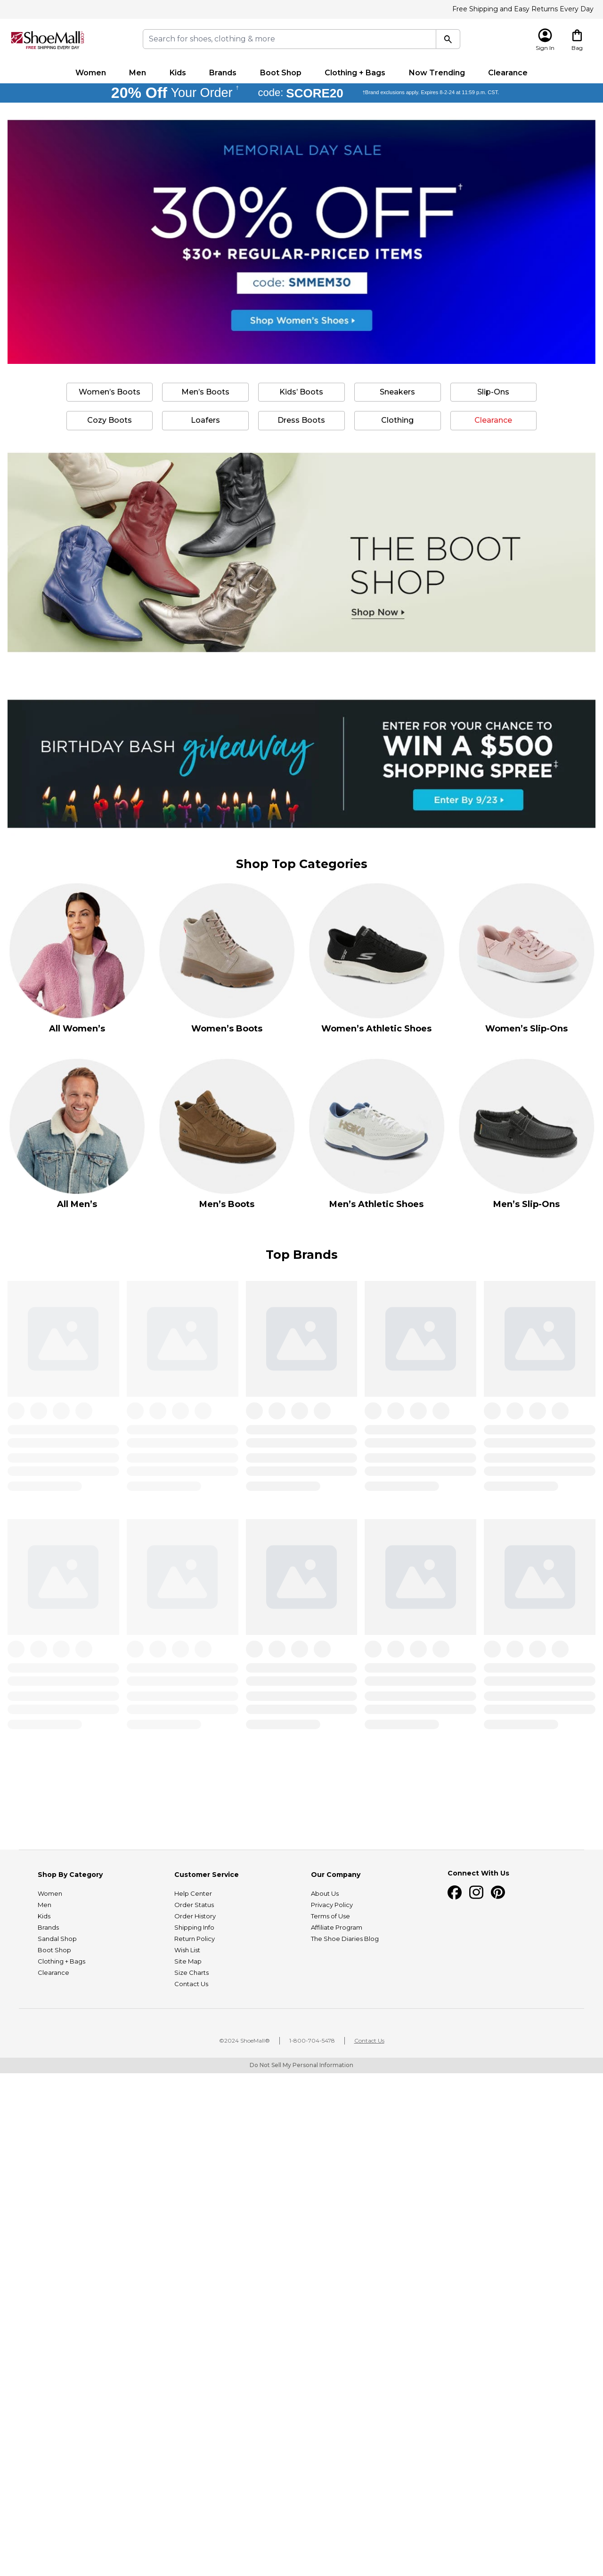 Free Shipping and Easy Returns Every Day
ShoeMall.com
FREE SHIPPING EVERY DAY
Search for shoes, clothing & more
Sign In
Bag
Women Men Kids Brands Boot Shop Clothing + Bags Now Trending Clearance
20% Off Your Order † code: SCORE20 †Brand exclusions apply. Expires 8-2-24 at 11:59 p.m. CST.
MEMORIAL DAY SALE
30% OFF†
$30+ REGULAR-PRICED ITEMS
code: SMMEM30
Shop Women's Shoes
Women's Boots Men's Boots Kids' Boots Sneakers Slip-Ons
Cozy Boots Loafers Dress Boots Clothing Clearance
THE BOOT
SHOP
Shop Now
BIRTHDAY BASH giveaway
HAPPY BIRTHDAY
ENTER FOR YOUR CHANCE TO
WIN A $500
SHOPPING SPREE‡
Enter By 9/23
Shop Top Categories
All Women's
Women's Boots
Women's Athletic Shoes
Women's Slip-Ons
HOKA
All Men's
Men's Boots
Men's Athletic Shoes
Men's Slip-Ons
Top Brands
Shop By Category
Women
Men
Kids
Brands
Sandal Shop
Boot Shop
Clothing + Bags
Clearance
Customer Service
Help Center
Order Status
Order History
Shipping Info
Return Policy
Wish List
Site Map
Size Charts
Contact Us
Our Company
About Us
Privacy Policy
Terms of Use
Affiliate Program
The Shoe Diaries Blog
Connect With Us
©2024 ShoeMall® 1-800-704-5478 Contact Us
Do Not Sell My Personal Information